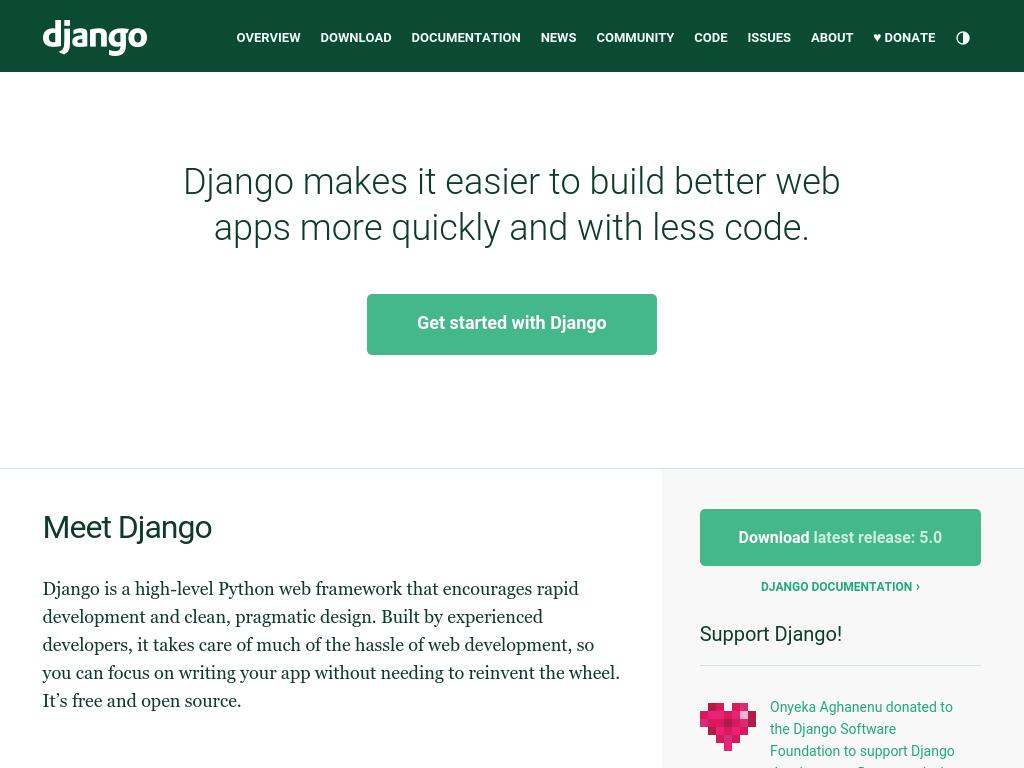 django
OVERVIEW DOWNLOAD DOCUMENTATION NEWS COMMUNITY CODE ISSUES ABOUT ♥ DONATE
Django makes it easier to build better web
apps more quickly and with less code.
Get started with Django
Meet Django
Django is a high-level Python web framework that encourages rapid
development and clean, pragmatic design. Built by experienced
developers, it takes care of much of the hassle of web development, so
you can focus on writing your app without needing to reinvent the wheel.
It’s free and open source.
Download latest release: 5.0
DJANGO DOCUMENTATION ›
Support Django!
Onyeka Aghanenu donated to
the Django Software
Foundation to support Django